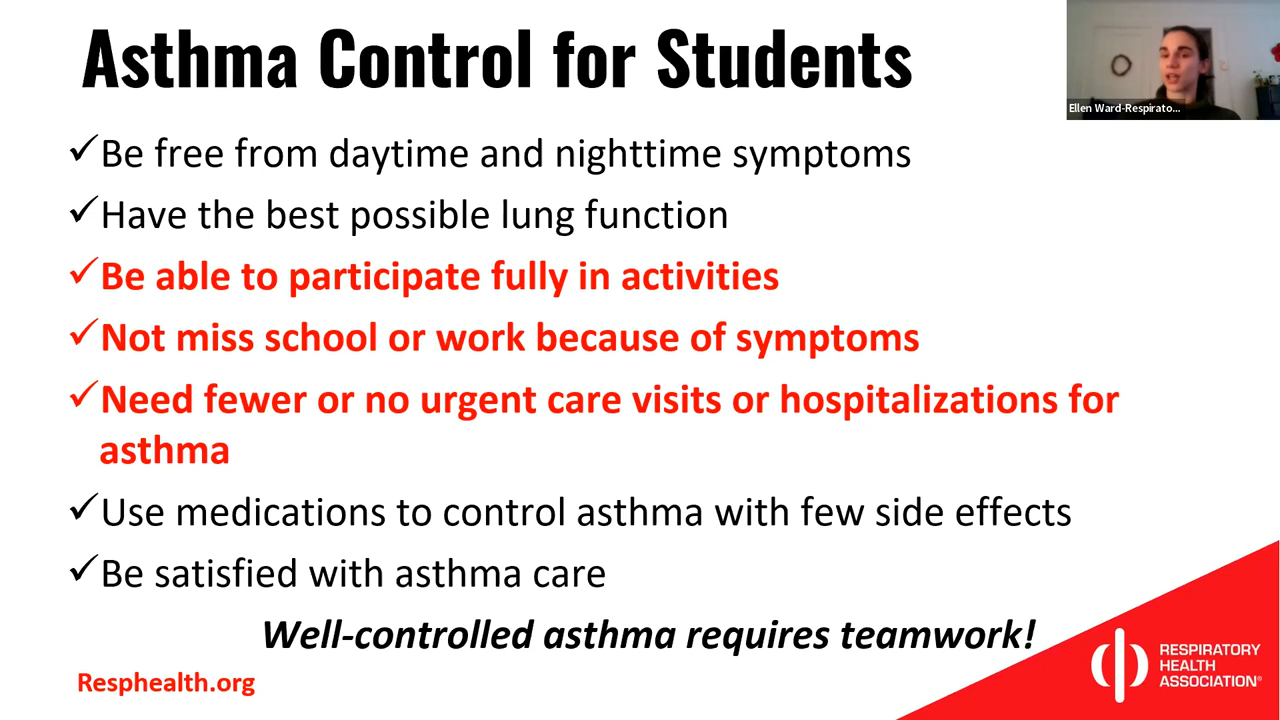 Asthma Control for Students
Ellen Ward-Respirato...
✓Be free from daytime and nighttime symptoms
✓Have the best possible lung function
✓Be able to participate fully in activities
✓Not miss school or work because of symptoms
✓Need fewer or no urgent care visits or hospitalizations for
asthma
✓Use medications to control asthma with few side effects
✓Be satisfied with asthma care
Well-controlled asthma requires teamwork!
Resphealth.org
RESPIRATORY
HEALTH
ASSOCIATION®